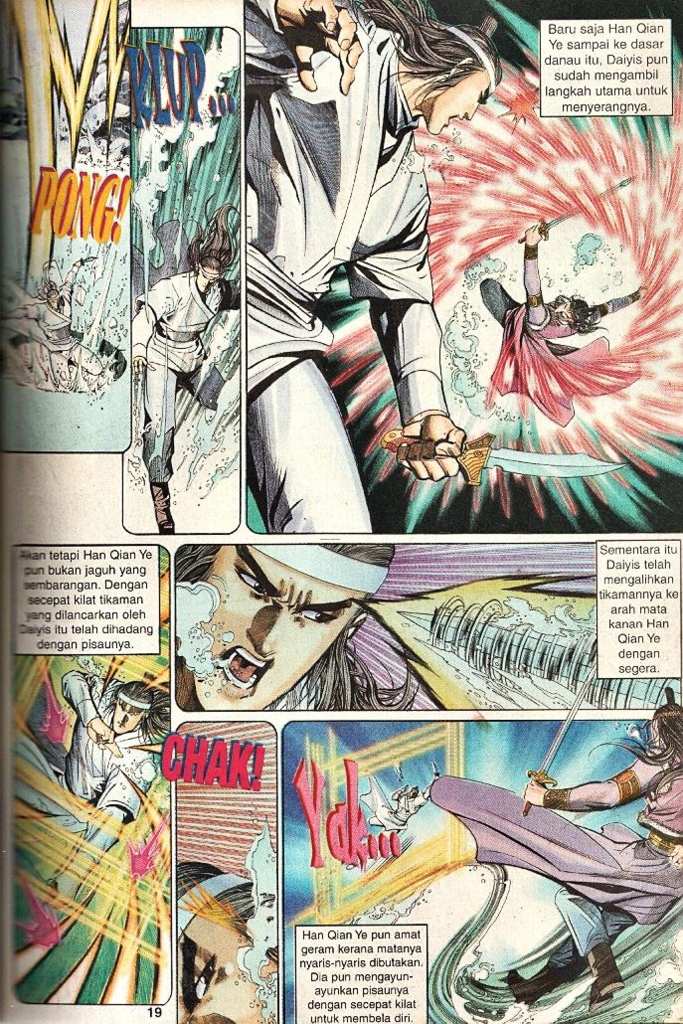 PONG!
KLUP...
Baru saja Han Qian
Ye sampai ke dasar
danau itu, Daiyis pun
sudah mengambil
langkah utama untuk
menyerangnya.
Akan tetapi Han Qian Ye
pun bukan jaguh yang
sembarangan. Dengan
secepat kilat tikaman
yang dilancarkan oleh
Daiyis itu telah dihadang
dengan pisaunya.
Sementara itu
Daiyis telah
mengalihkan
tikamannya ke
arah mata
kanan Han
Qian Ye
dengan
segera.
CHAK!
Yak...
Han Qian Ye pun amat
geram kerana matanya
nyaris-nyaris dibutakan.
Dia pun mengayun-
ayunkan pisaunya
dengan secepat kilat
untuk membela diri.
19